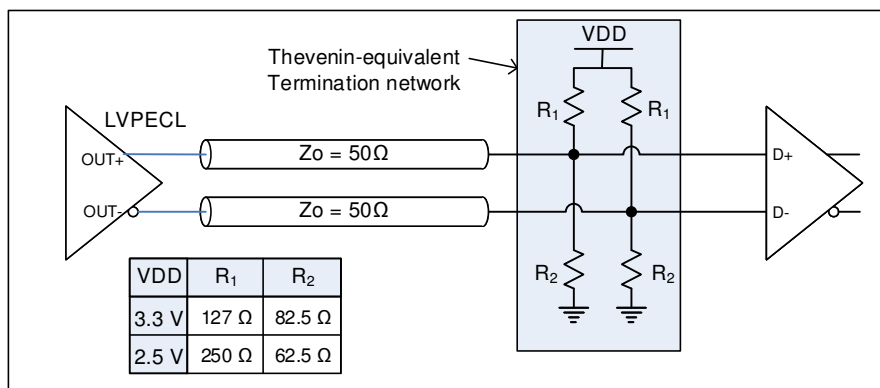 VDD
Thevenin-equivalent
Termination network
R1 R1
LVPECL
OUT+ Zo = 50Ω D+
OUT- Zo = 50Ω D-
R2 R2
VDD R1 R2
3.3 V 127 Ω 82.5 Ω
2.5 V 250 Ω 62.5 Ω